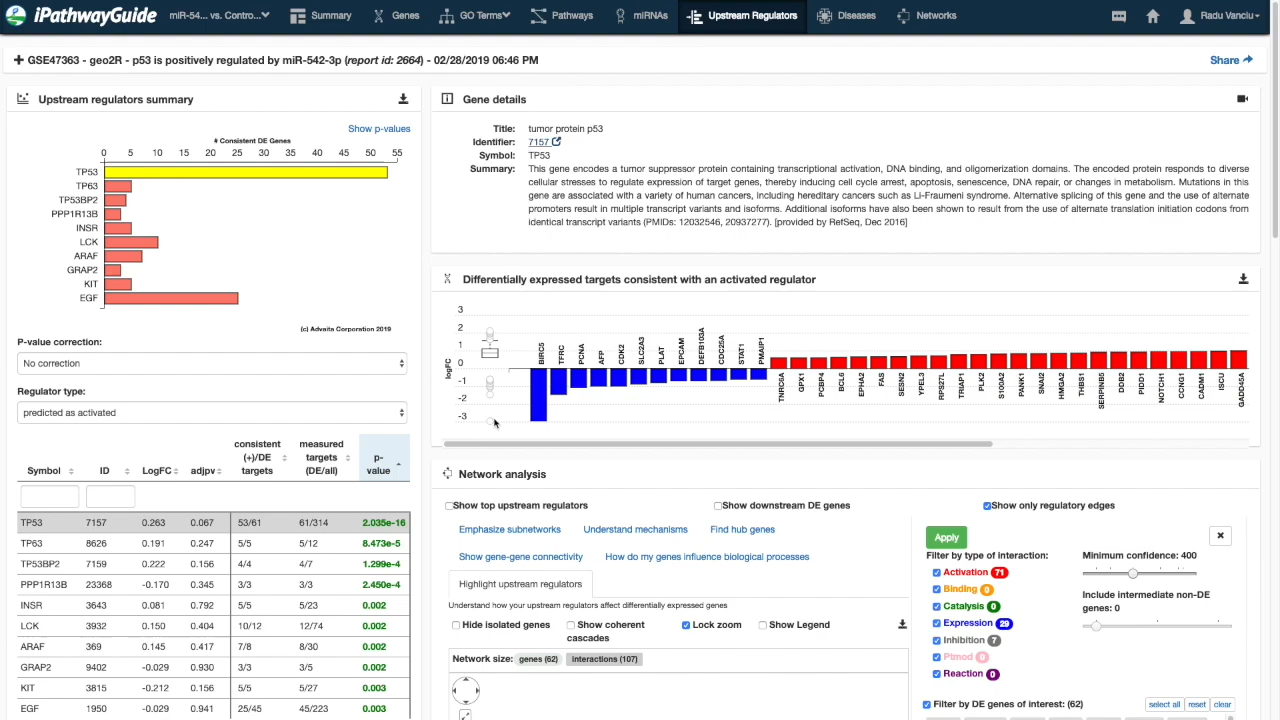 iPathwayGuide miR-54... vs. Contro... Summary Genes GO Terms Pathways miRNAs Upstream Regulators Diseases Networks Radu Vanciu
GSE47363 - geo2R - p53 is positively regulated by miR-542-3p (report id: 2664) - 02/28/2019 06:46 PM
Share
Upstream regulators summary
Show p-values
# Consistent DE Genes
0 5 10 15 20 25 30 35 40 45 50 55
TP53
TP63
TP53BP2
PPP1R13B
INSR
LCK
ARAF
GRAP2
KIT
EGF
(c) Advaita Corporation 2019
P-value correction:
No correction
Regulator type:
predicted as activated
Symbol ID LogFC adjpv consistent (+)/DE targets measured targets (DE/all) p-value
TP53 7157 0.263 0.067 53/61 61/314 2.035e-16
TP63 8626 0.191 0.247 5/5 5/12 8.473e-5
TP53BP2 7159 0.222 0.156 4/4 4/7 1.299e-4
PPP1R13B 23368 -0.170 0.345 3/3 3/3 2.450e-4
INSR 3643 0.081 0.792 5/5 5/23 0.002
LCK 3932 0.150 0.404 10/12 12/74 0.002
ARAF 369 0.145 0.417 7/8 8/30 0.002
GRAP2 9402 -0.029 0.930 3/3 3/5 0.002
KIT 3815 -0.212 0.156 5/5 5/27 0.003
EGF 1950 -0.029 0.941 25/45 45/223 0.003
Gene details
Title: tumor protein p53
Identifier: 7157
Symbol: TP53
Summary: This gene encodes a tumor suppressor protein containing transcriptional activation, DNA binding, and oligomerization domains. The encoded protein responds to diverse
cellular stresses to regulate expression of target genes, thereby inducing cell cycle arrest, apoptosis, senescence, DNA repair, or changes in metabolism. Mutations in this
gene are associated with a variety of human cancers, including hereditary cancers such as Li-Fraumeni syndrome. Alternative splicing of this gene and the use of alternate
promoters result in multiple transcript variants and isoforms. Additional isoforms have also been shown to result from the use of alternate translation initiation codons from
identical transcript variants (PMIDs: 12032546, 20937277). [provided by RefSeq, Dec 2016]
Differentially expressed targets consistent with an activated regulator
logFC
3
2
1
0
-1
-2
-3
BIRC5 TFRC PCNA AFP CDK2 SLC2A3 PLAT EPCAM DEFB103A CDC25A STAT1 PMAIP1
TNRC6A GPX1 PCBP4 BCL6 EPHA2 FAS SESN2 YPEL3 RPS27L TRIAP1 PLK2 S100A2 PANK1 SNAI2 HMGA2 THBS1 SERPINB5 DDB2 PIDD1 NOTCH1 CCNG1 CADM1 ISCU GADD45A
Network analysis
Show top upstream regulators Show downstream DE genes Show only regulatory edges
Emphasize subnetworks Understand mechanisms Find hub genes
Show gene-gene connectivity How do my genes influence biological processes
Highlight upstream regulators
Understand how your upstream regulators affect differentially expressed genes
Hide isolated genes Show coherent cascades Lock zoom Show Legend
Network size: genes (62) interactions (107)
Apply
Filter by type of interaction:
Activation 71
Binding 0
Catalysis 0
Expression 29
Inhibition 7
Ptmod 0
Reaction 0
Minimum confidence: 400
Include intermediate non-DE
genes: 0
Filter by DE genes of interest: (62) select all reset clear